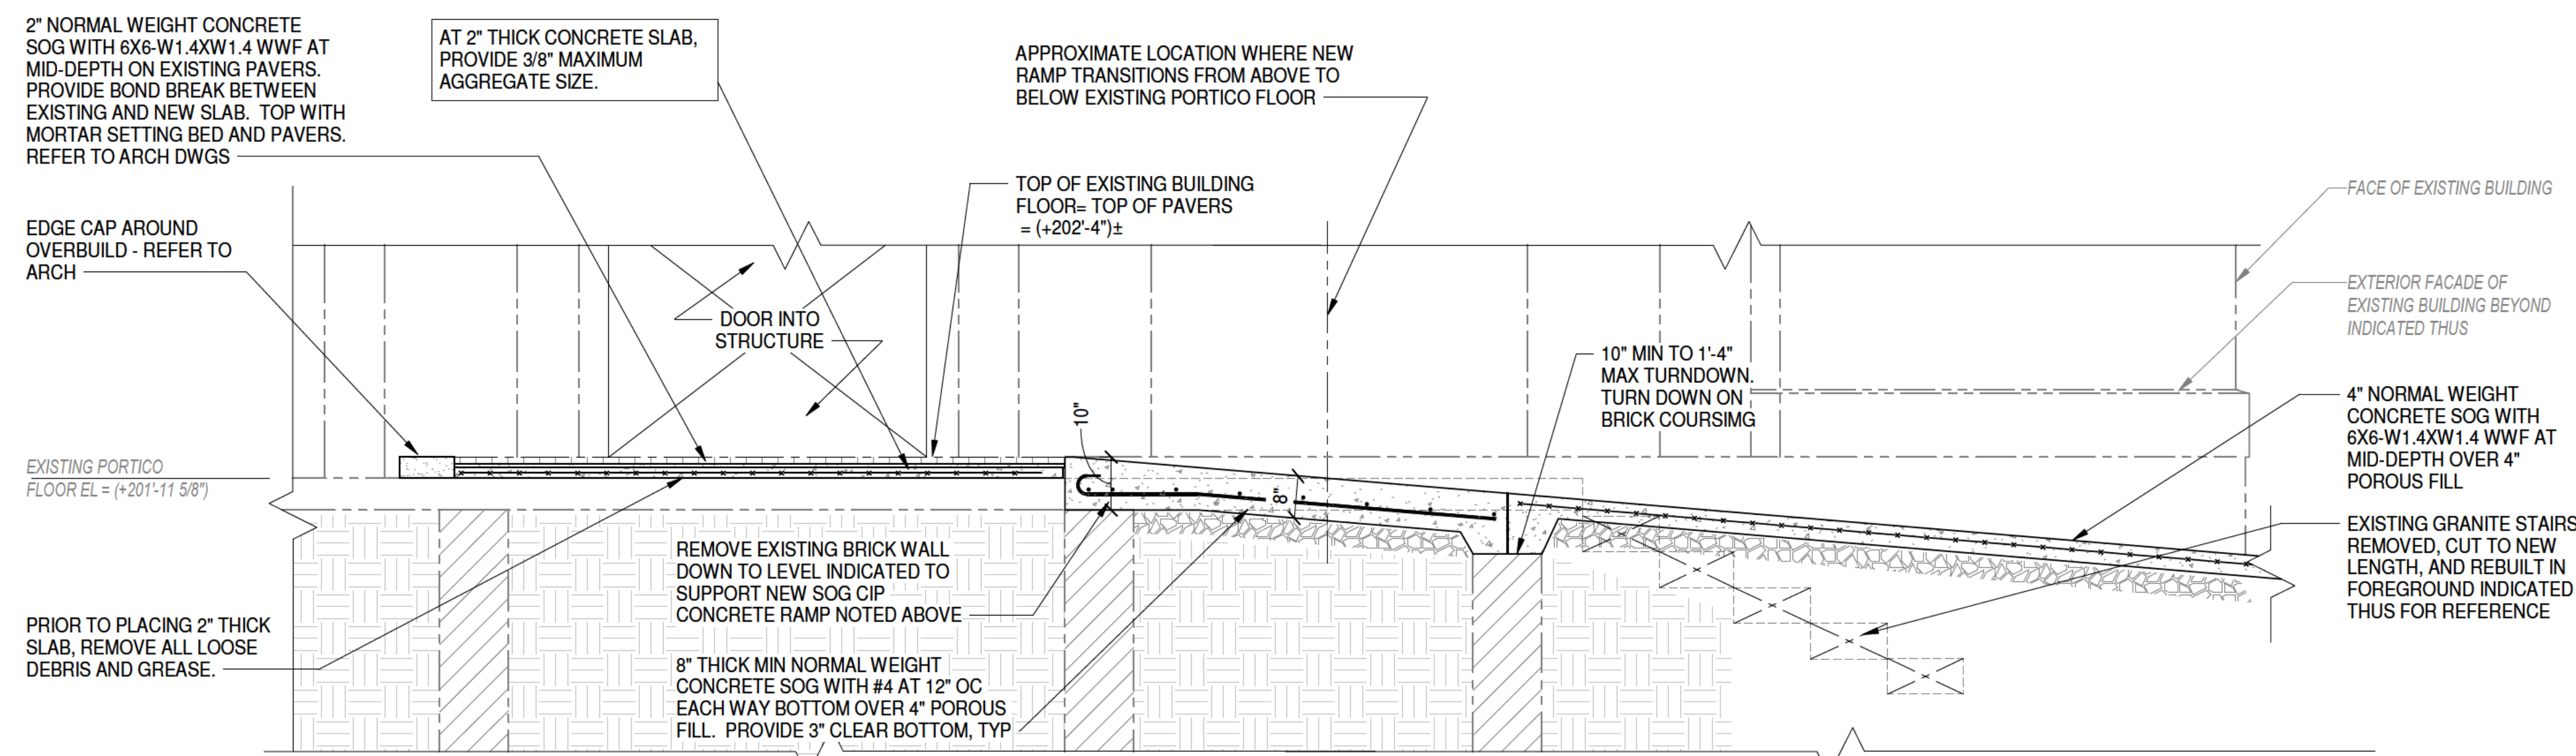 2" NORMAL WEIGHT CONCRETE
SOG WITH 6X6-W1.4XW1.4 WWF AT
MID-DEPTH ON EXISTING PAVERS.
PROVIDE BOND BREAK BETWEEN
EXISTING AND NEW SLAB. TOP WITH
MORTAR SETTING BED AND PAVERS.
REFER TO ARCH DWGS
AT 2" THICK CONCRETE SLAB,
PROVIDE 3/8" MAXIMUM
AGGREGATE SIZE.
APPROXIMATE LOCATION WHERE NEW
RAMP TRANSITIONS FROM ABOVE TO
BELOW EXISTING PORTICO FLOOR
TOP OF EXISTING BUILDING
FLOOR= TOP OF PAVERS
= (+202'-4")±
FACE OF EXISTING BUILDING
EDGE CAP AROUND
OVERBUILD - REFER TO
ARCH
EXTERIOR FACADE OF
EXISTING BUILDING BEYOND
INDICATED THUS
DOOR INTO
STRUCTURE
10" MIN TO 1'-4"
MAX TURNDOWN.
TURN DOWN ON
BRICK COURSIMG
10"
8"
4" NORMAL WEIGHT
CONCRETE SOG WITH
6X6-W1.4XW1.4 WWF AT
MID-DEPTH OVER 4"
POROUS FILL
EXISTING PORTICO
FLOOR EL = (+201'-11 5/8")
EXISTING GRANITE STAIRS
REMOVED, CUT TO NEW
LENGTH, AND REBUILT IN
FOREGROUND INDICATED
THUS FOR REFERENCE
REMOVE EXISTING BRICK WALL
DOWN TO LEVEL INDICATED TO
SUPPORT NEW SOG CIP
CONCRETE RAMP NOTED ABOVE
PRIOR TO PLACING 2" THICK
SLAB, REMOVE ALL LOOSE
DEBRIS AND GREASE.
8" THICK MIN NORMAL WEIGHT
CONCRETE SOG WITH #4 AT 12" OC
EACH WAY BOTTOM OVER 4" POROUS
FILL. PROVIDE 3" CLEAR BOTTOM, TYP